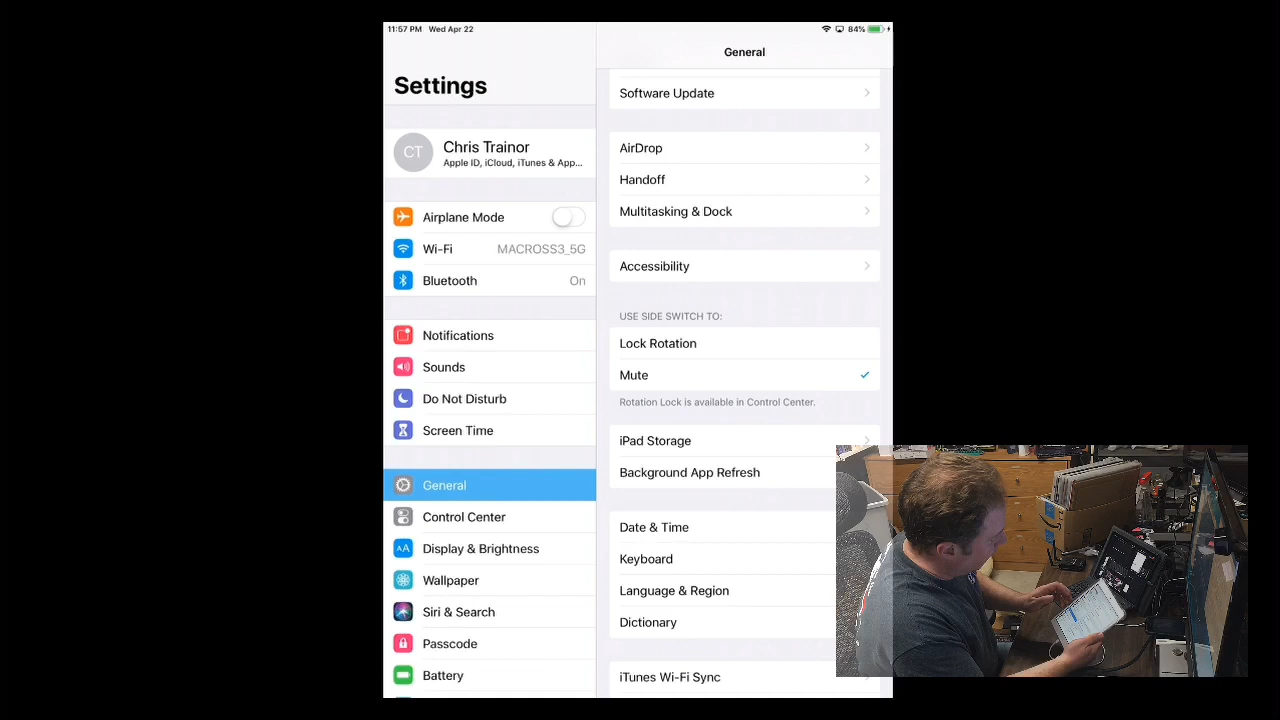 11:57 PM Wed Apr 22
84%
Settings
CT
Chris Trainor
Apple ID, iCloud, iTunes & App...
Airplane Mode
Wi-Fi MACROSS3_5G
Bluetooth On
Notifications
Sounds
Do Not Disturb
Screen Time
General
Control Center
AA Display & Brightness
Wallpaper
Siri & Search
Passcode
Battery
General
Software Update
AirDrop
Handoff
Multitasking & Dock
Accessibility
USE SIDE SWITCH TO:
Lock Rotation
Mute
Rotation Lock is available in Control Center.
iPad Storage
Background App Refresh
Date & Time
Keyboard
Language & Region
Dictionary
iTunes Wi-Fi Sync